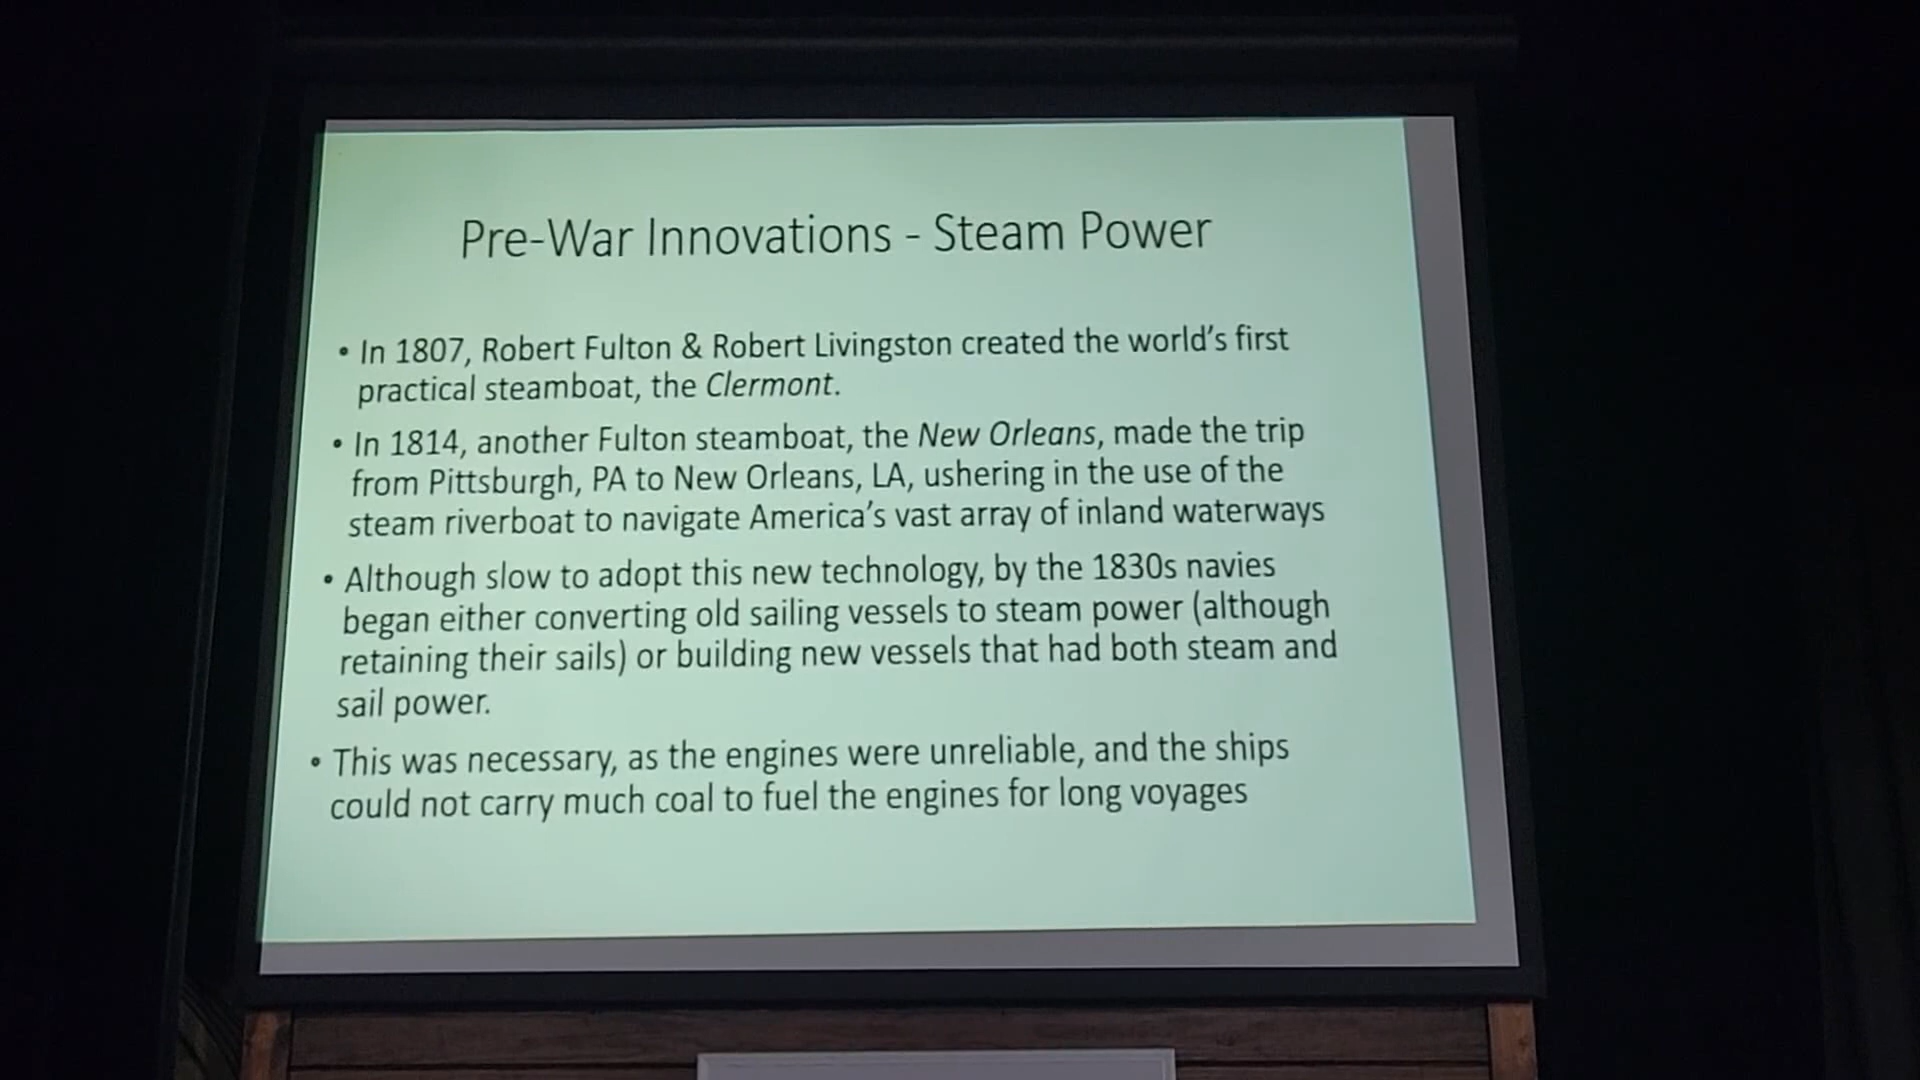 Pre-War Innovations - Steam Power
• In 1807, Robert Fulton & Robert Livingston created the world's first
practical steamboat, the Clermont.
• In 1814, another Fulton steamboat, the New Orleans, made the trip
from Pittsburgh, PA to New Orleans, LA, ushering in the use of the
steam riverboat to navigate America's vast array of inland waterways
• Although slow to adopt this new technology, by the 1830s navies
began either converting old sailing vessels to steam power (although
retaining their sails) or building new vessels that had both steam and
sail power.
• This was necessary, as the engines were unreliable, and the ships
could not carry much coal to fuel the engines for long voyages